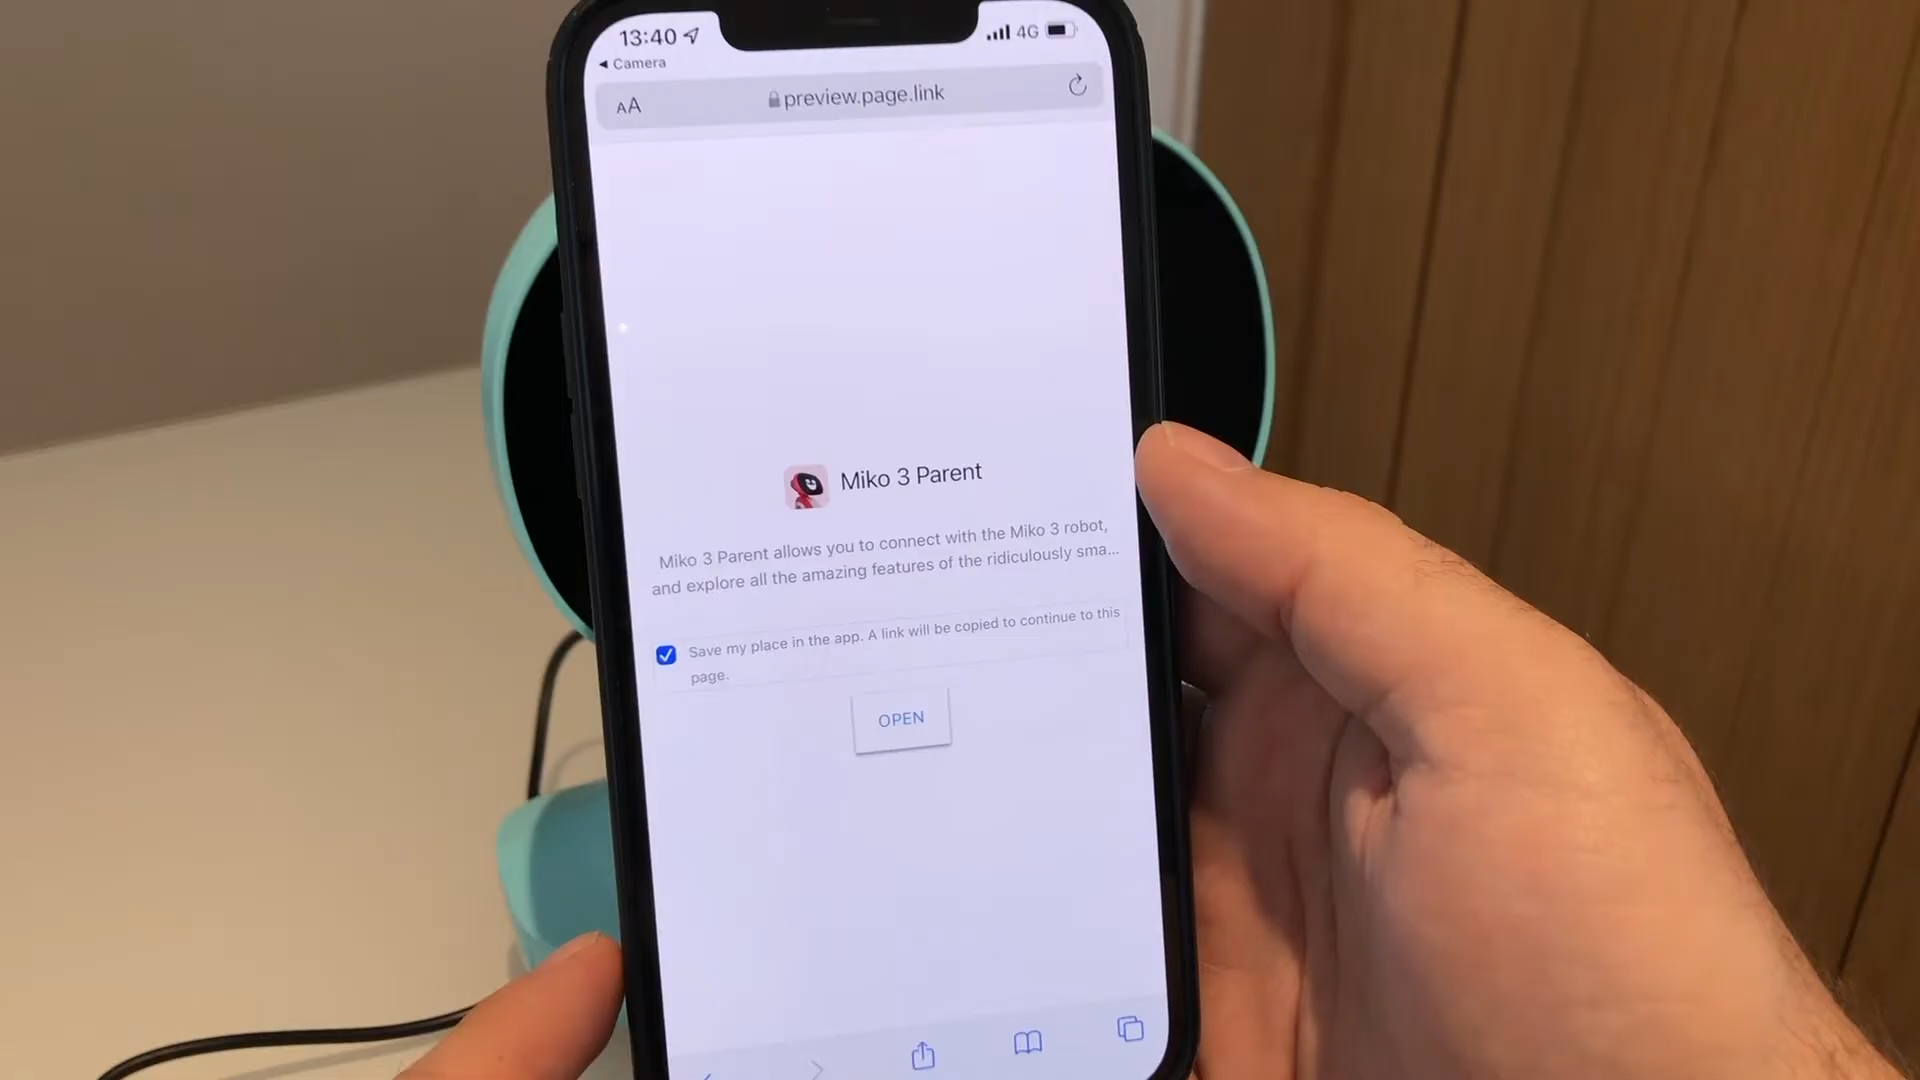 13:40
4G
Camera
AA
preview.page.link
Miko 3 Parent
Miko 3 Parent allows you to connect with the Miko 3 robot,
and explore all the amazing features of the ridiculously sma...
Save my place in the app. A link will be copied to continue to this
page.
OPEN